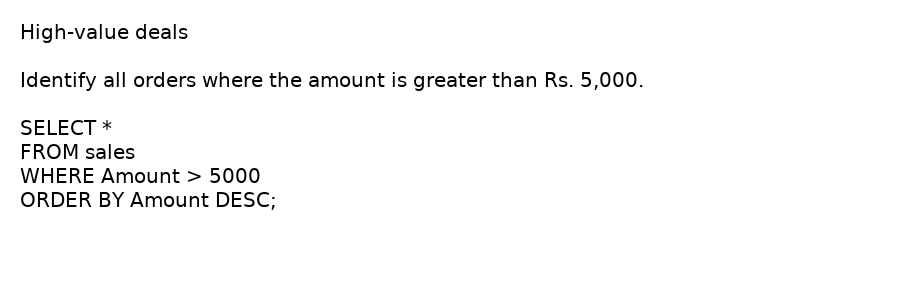 High-value deals
Identify all orders where the amount is greater than Rs. 5,000.
SELECT *
FROM sales
WHERE Amount > 5000
ORDER BY Amount DESC;